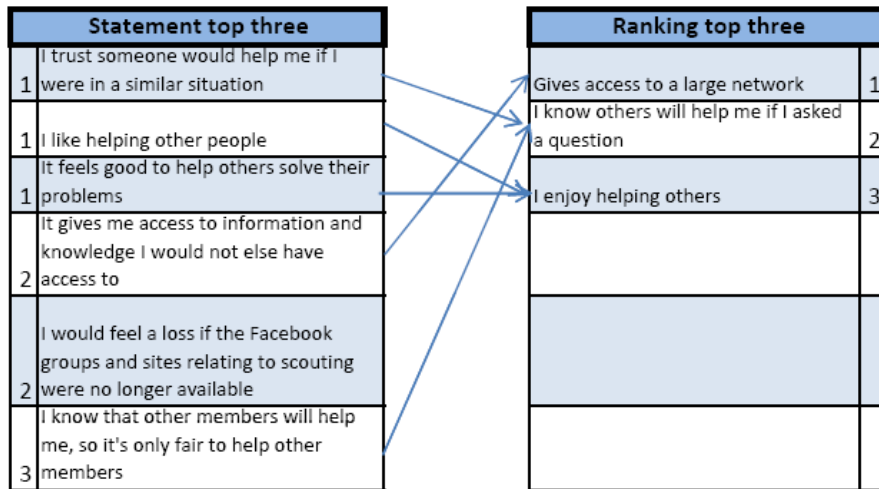 Statement top three
1 I trust someone would help me if I
were in a similar situation
1 I like helping other people
1 It feels good to help others solve their
problems
2 It gives me access to information and
knowledge I would not else have
access to
2 I would feel a loss if the Facebook
groups and sites relating to scouting
were no longer available
3 I know that other members will help
me, so it's only fair to help other
members
Ranking top three
Gives access to a large network 1
I know others will help me if I asked
a question 2
I enjoy helping others 3